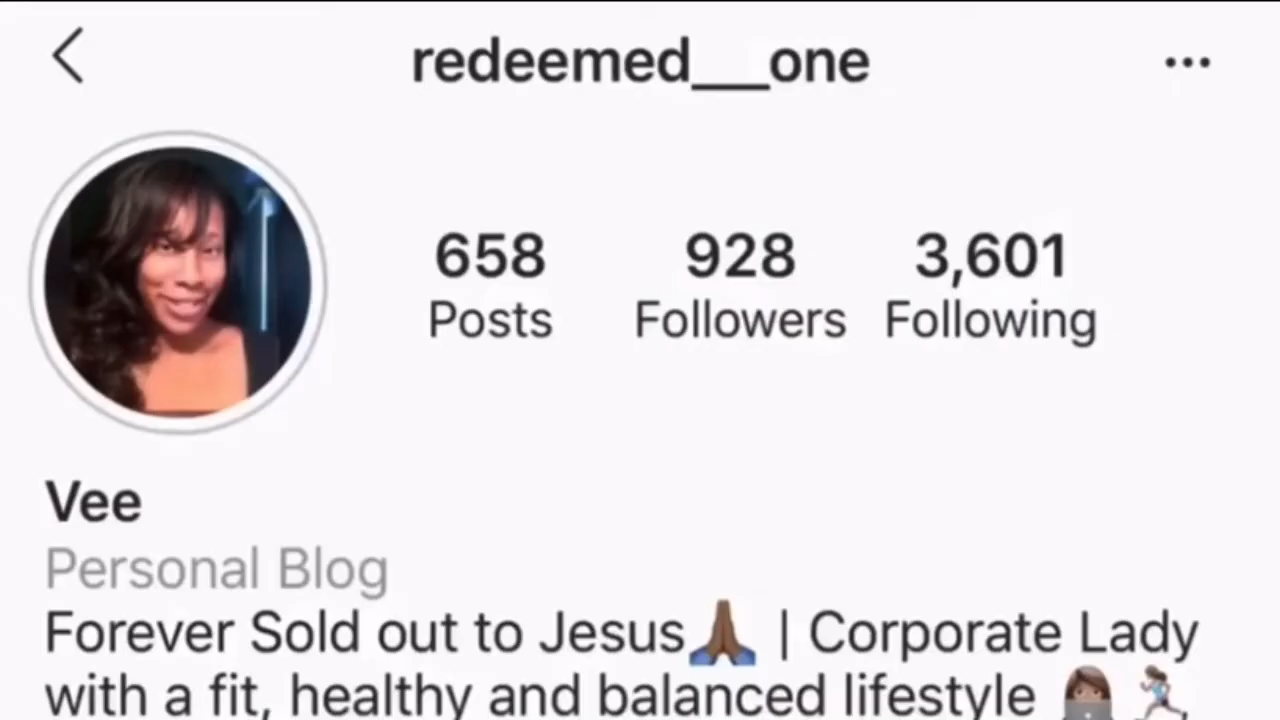 redeemed___one
658 928 3,601
Posts Followers Following
Vee
Personal Blog
Forever Sold out to Jesus🙏🏾 | Corporate Lady
with a fit, healthy and balanced lifestyle 👩🏽‍💻 🏃🏽‍♀️